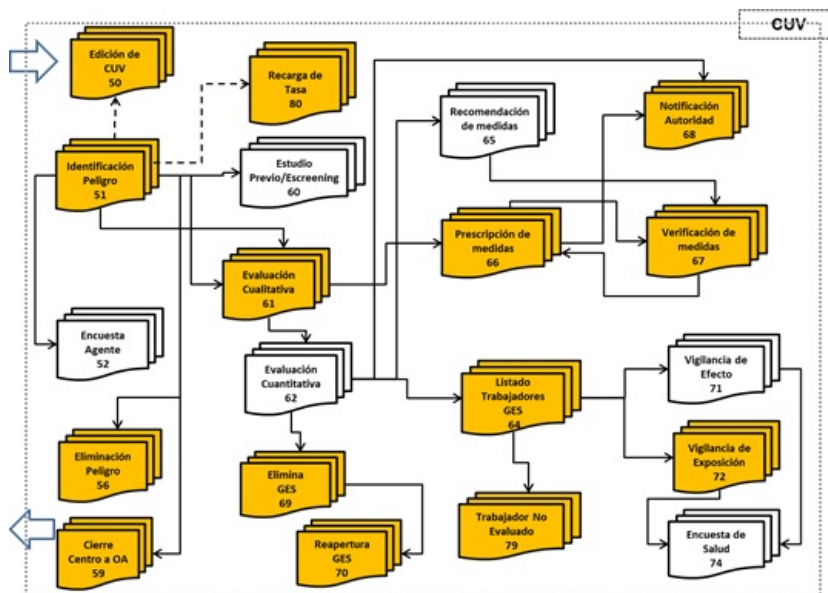 CUV
Edición de
CUV
50
Recarga de
Tasa
80
Recomendación
de medidas
65
Notificación
Autoridad
68
Identificación
Peligro
51
Estudio
Previo/Escreening
60
Prescripción de
medidas
66
Verificación de
medidas
67
Evaluación
Cualitativa
61
Encuesta
Agente
52
Evaluación
Cuantitativa
62
Listado
Trabajadores
GES
64
Vigilancia de
Efecto
71
Eliminación
Peligro
56
Elimina
GES
69
Vigilancia de
Exposición
72
Cierre
Centro a OA
59
Reapertura
GES
70
Trabajador No
Evaluado
79
Encuesta de
Salud
74